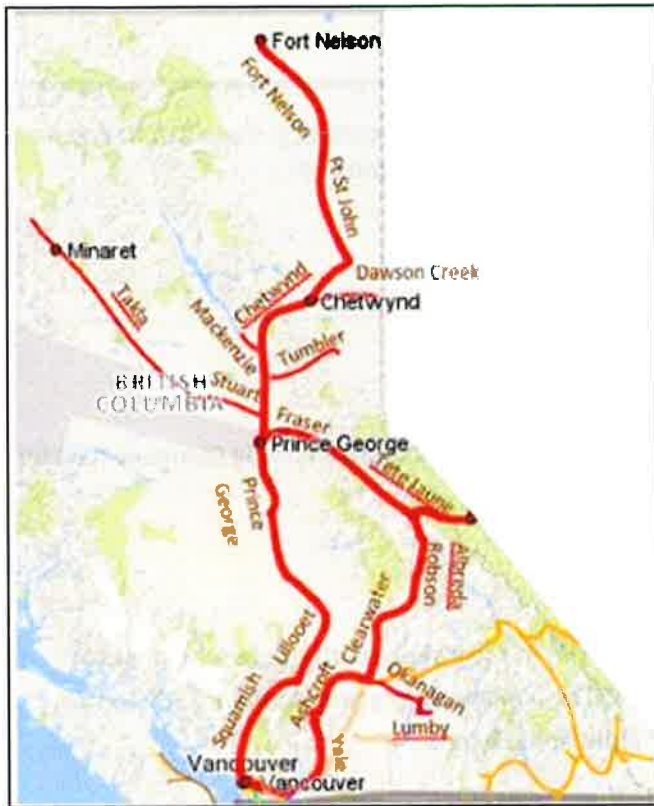 Fort Nelson
Fort Nelson
Ft St John
Minaret
Dawson Creek
Chetwynd
Chetwynd
Takla
Mackenzie
Tumbler
BRITISH
COLUMBIA
Stuart
Fraser
Prince George
Prince
George
Tete Jaune
Albreda
Robson
Clearwater
Lillooet
Squamish
Ashcroft
Okanagan
Lumby
Yale
Vancouver
Vancouver